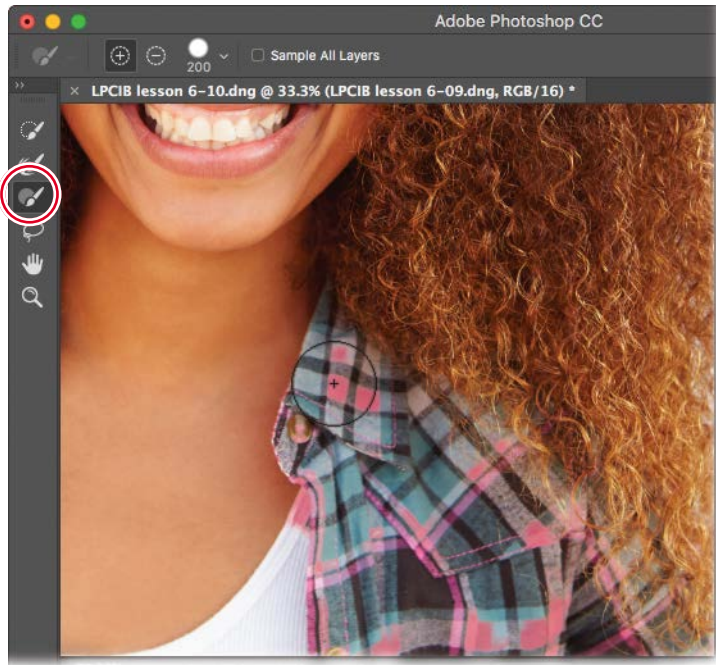 Adobe Photoshop CC
200
Sample All Layers
LPCIB lesson 6-10.dng @ 33.3% (LPCIB lesson 6-09.dng, RGB/16) *